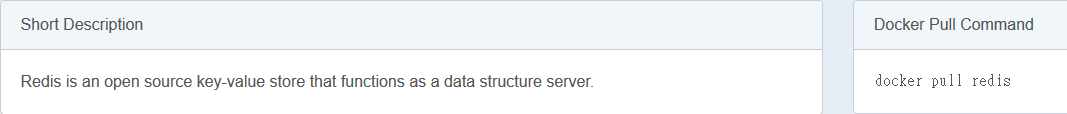 Short Description
Redis is an open source key-value store that functions as a data structure server.
Docker Pull Command
docker pull redis